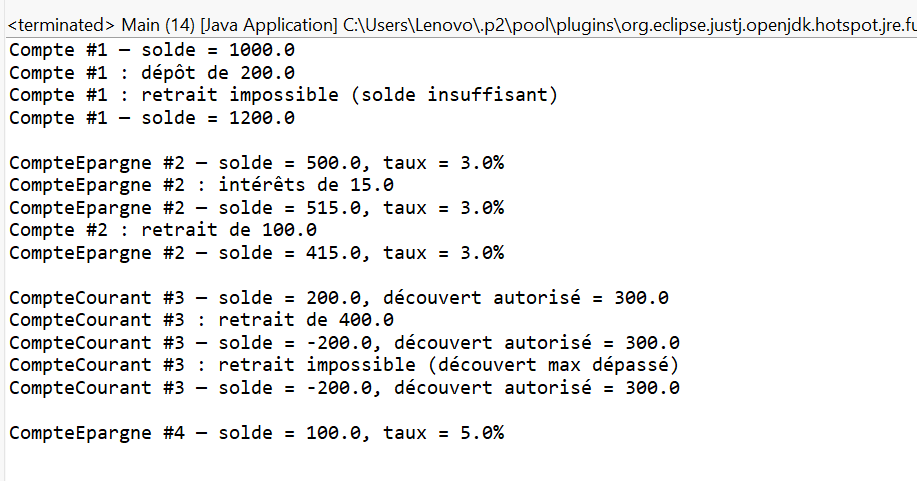 <terminated> Main (14) [Java Application] C:\Users\Lenovo\.p2\pool\plugins\org.eclipse.justj.openjdk.hotspot.jre.fu
Compte #1 – solde = 1000.0
Compte #1 : dépôt de 200.0
Compte #1 : retrait impossible (solde insuffisant)
Compte #1 – solde = 1200.0
CompteEpargne #2 – solde = 500.0, taux = 3.0%
CompteEpargne #2 : intérêts de 15.0
CompteEpargne #2 – solde = 515.0, taux = 3.0%
Compte #2 : retrait de 100.0
CompteEpargne #2 – solde = 415.0, taux = 3.0%
CompteCourant #3 – solde = 200.0, découvert autorisé = 300.0
CompteCourant #3 : retrait de 400.0
CompteCourant #3 – solde = -200.0, découvert autorisé = 300.0
CompteCourant #3 : retrait impossible (découvert max dépassé)
CompteCourant #3 – solde = -200.0, découvert autorisé = 300.0
CompteEpargne #4 – solde = 100.0, taux = 5.0%